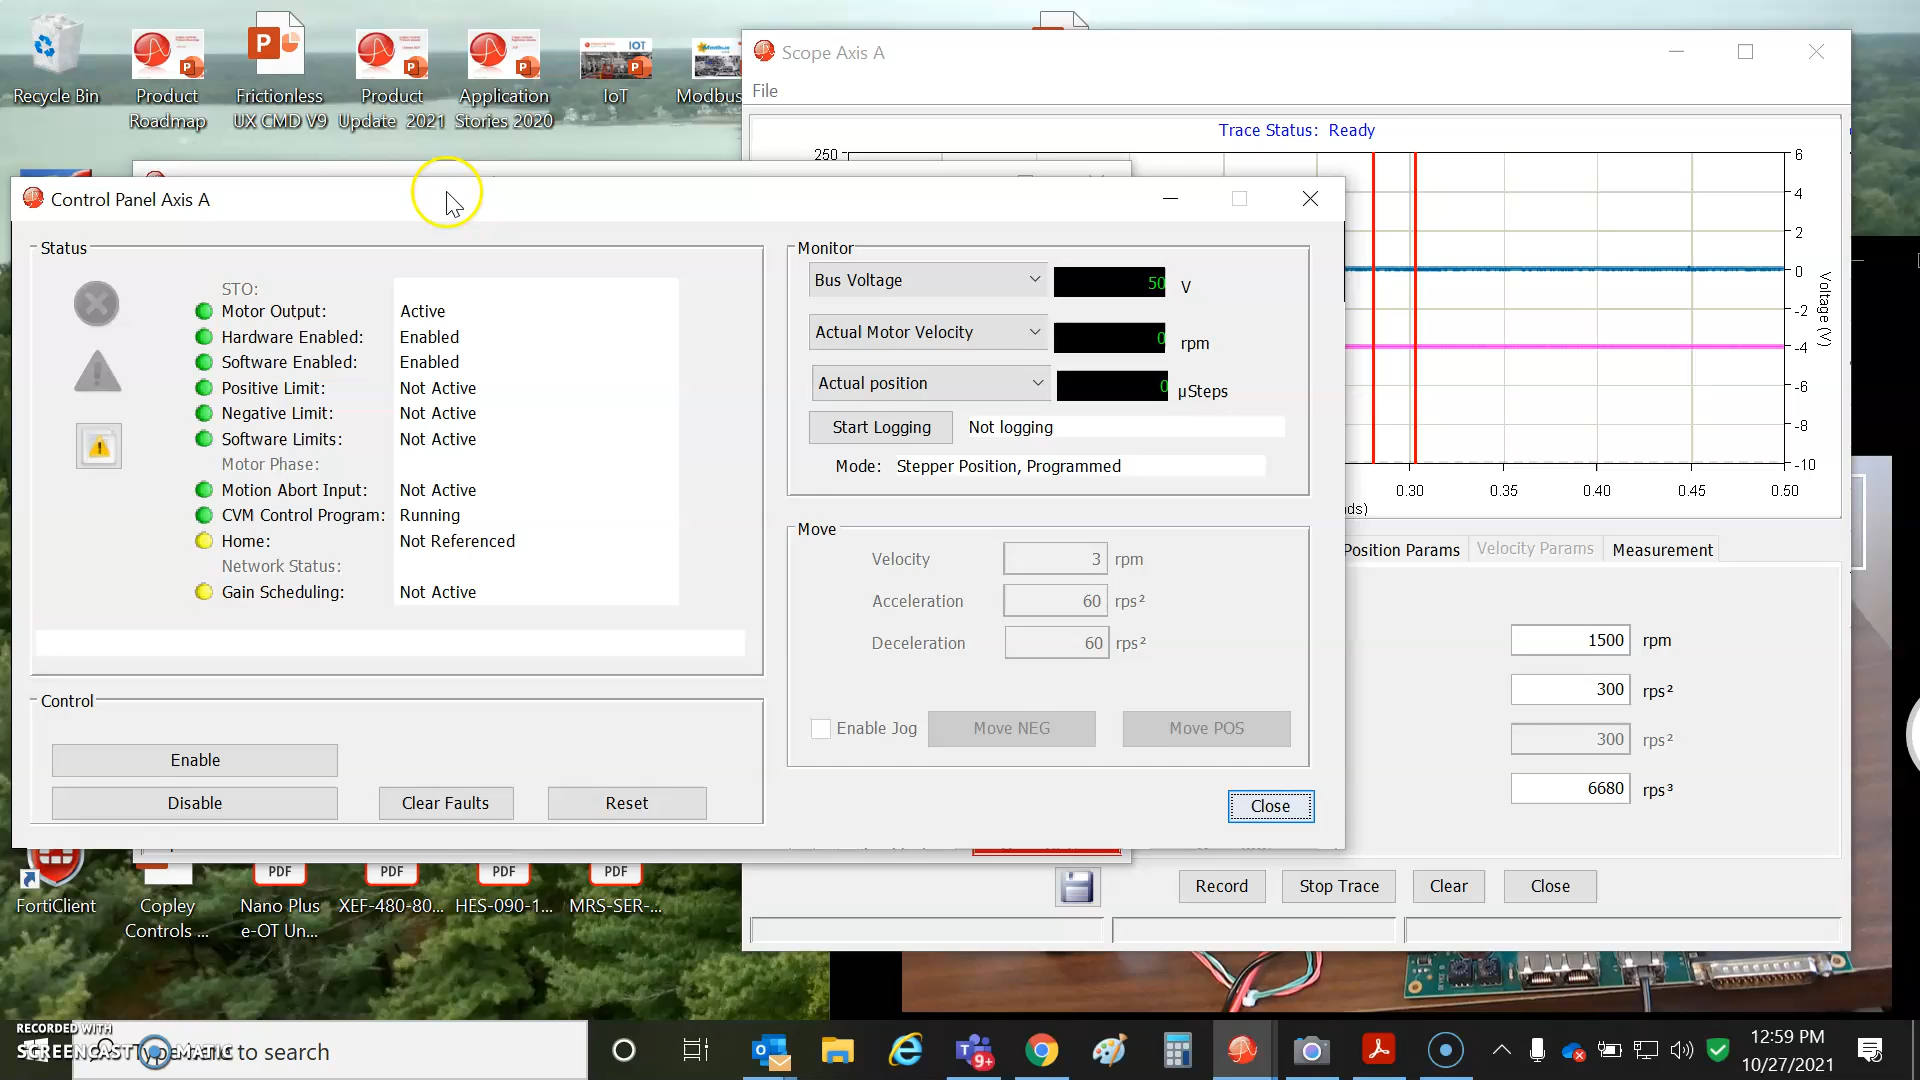 Recycle Bin
Product
Roadmap
Frictionless
UX CMD V9
Product
Update 2021
Application
Stories 2020
IOT
IoT
Modbus
Scope Axis A
File
Trace Status: Ready
250
6
4
2
0
-2
-4
-6
-8
-10
Voltage (V)
0.30
0.35
0.40
0.45
0.50
nds)
Position Params
Velocity Params
Measurement
1500 rpm
300 rps²
300 rps²
6680 rps³
Record
Stop Trace
Clear
Close
Control Panel Axis A
Status
STO:
Motor Output: Active
Hardware Enabled: Enabled
Software Enabled: Enabled
Positive Limit: Not Active
Negative Limit: Not Active
Software Limits: Not Active
Motor Phase:
Motion Abort Input: Not Active
CVM Control Program: Running
Home: Not Referenced
Network Status:
Gain Scheduling: Not Active
Control
Enable
Disable
Clear Faults
Reset
Monitor
Bus Voltage 50 V
Actual Motor Velocity 0 rpm
Actual position 0 µSteps
Start Logging Not logging
Mode: Stepper Position, Programmed
Move
Velocity 3 rpm
Acceleration 60 rps²
Deceleration 60 rps²
Enable Jog
Move NEG
Move POS
Close
FortiClient
Copley
Controls ...
PDF
Nano Plus
e-OT Un...
PDF
XEF-480-80...
PDF
HES-090-1...
PDF
MRS-SER-...
RECORDED WITH
SCREENCAST MATIC
Type here to search
9+
12:59 PM
10/27/2021